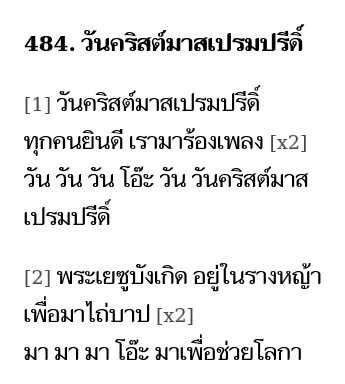 484. วันคริสต์มาสเปรมปรีดิ์
[1] วันคริสต์มาสเปรมปรีดิ์
ทุกคนยินดี เรามาร้องเพลง [x2]
วัน วัน วัน โอ๊ะ วัน วันคริสต์มาส
เปรมปรีดิ์
[2] พระเยซูบังเกิด อยู่ในรางหญ้า
เพื่อมาไถ่บาป [x2]
มา มา มา โอ๊ะ มาเพื่อช่วยโลกา